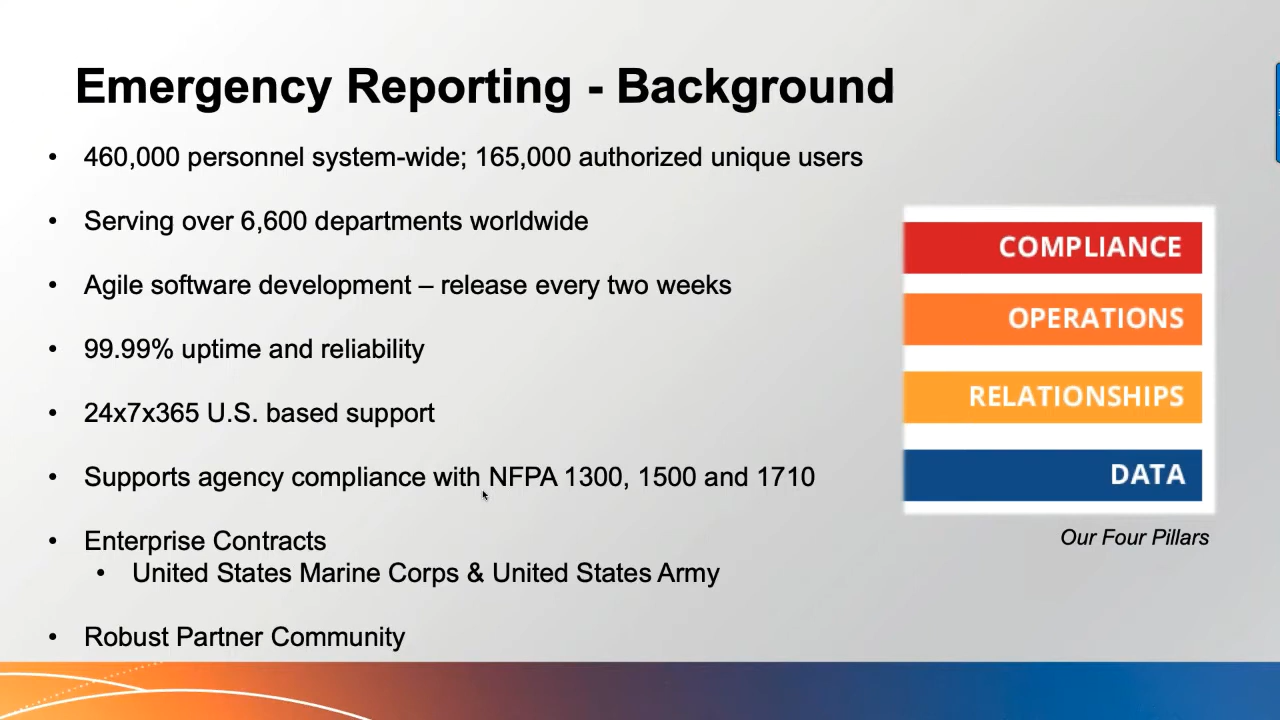 Emergency Reporting - Background
• 460,000 personnel system-wide; 165,000 authorized unique users
• Serving over 6,600 departments worldwide
• Agile software development – release every two weeks
• 99.99% uptime and reliability
• 24x7x365 U.S. based support
• Supports agency compliance with NFPA 1300, 1500 and 1710
• Enterprise Contracts
• United States Marine Corps & United States Army
• Robust Partner Community
COMPLIANCE
OPERATIONS
RELATIONSHIPS
DATA
Our Four Pillars